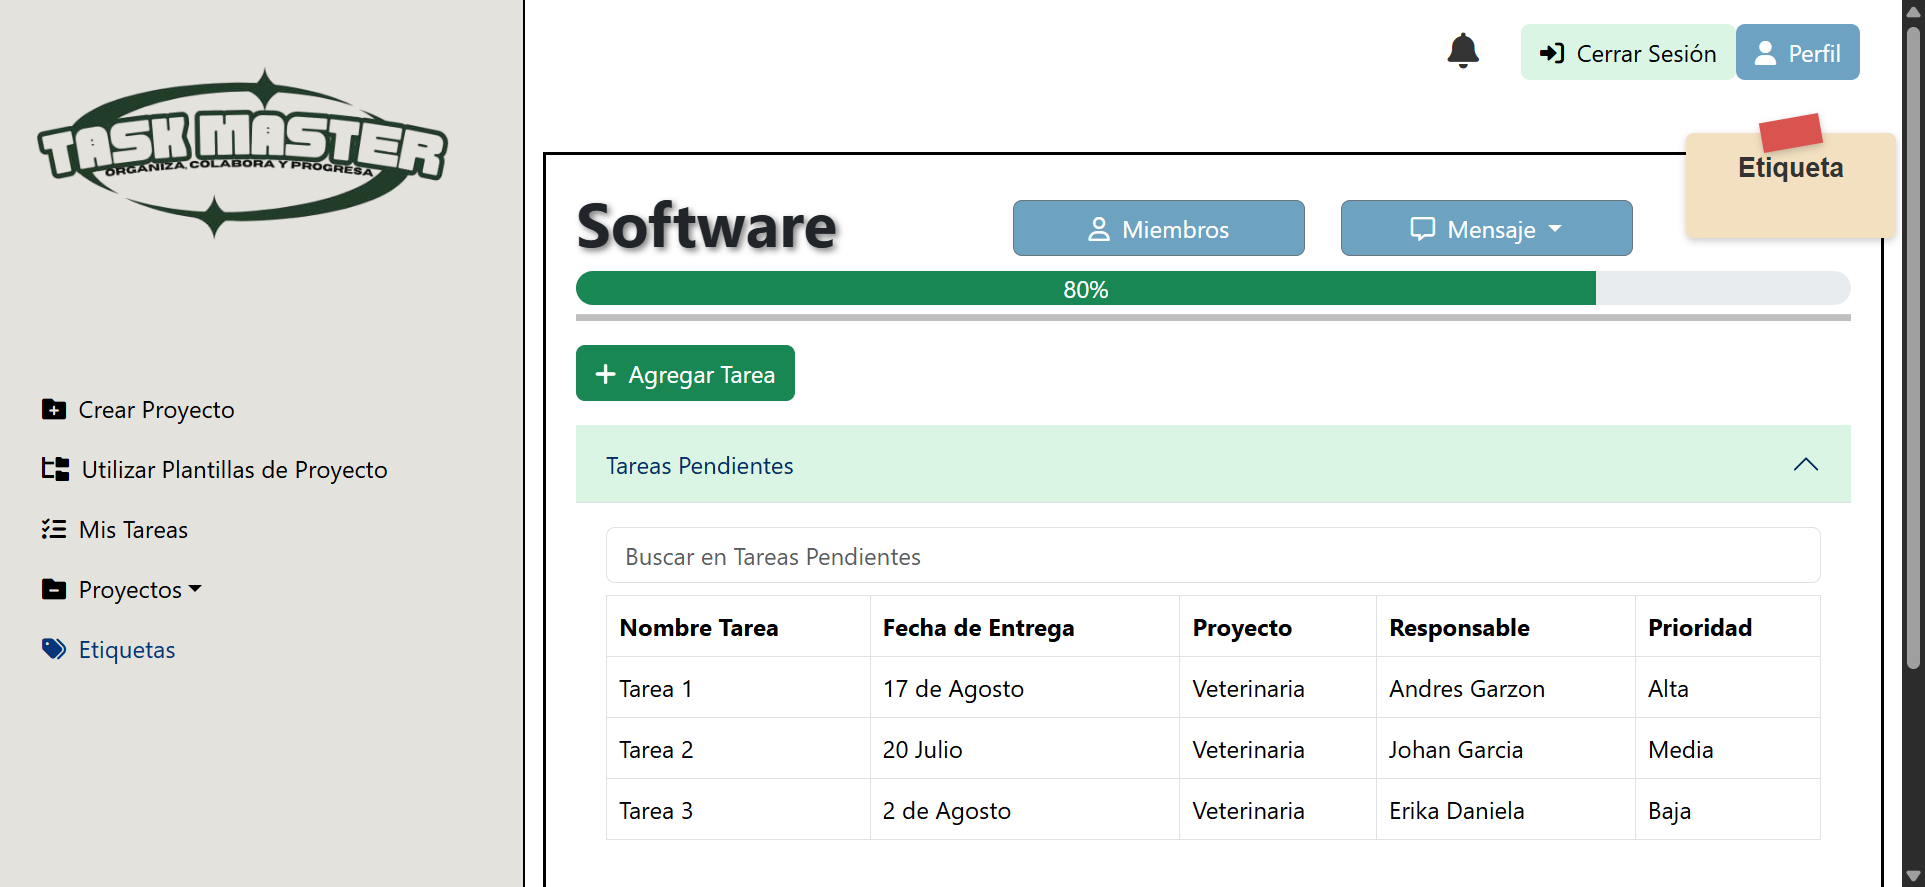 TASK MASTER
ORGANIZA, COLABORA Y PROGRESA
Crear Proyecto
Utilizar Plantillas de Proyecto
Mis Tareas
Proyectos
Etiquetas
Cerrar Sesión Perfil
Etiqueta
Software Miembros Mensaje
80%
Agregar Tarea
Tareas Pendientes
Buscar en Tareas Pendientes
Nombre Tarea Fecha de Entrega Proyecto Responsable Prioridad
Tarea 1 17 de Agosto Veterinaria Andres Garzon Alta
Tarea 2 20 Julio Veterinaria Johan Garcia Media
Tarea 3 2 de Agosto Veterinaria Erika Daniela Baja